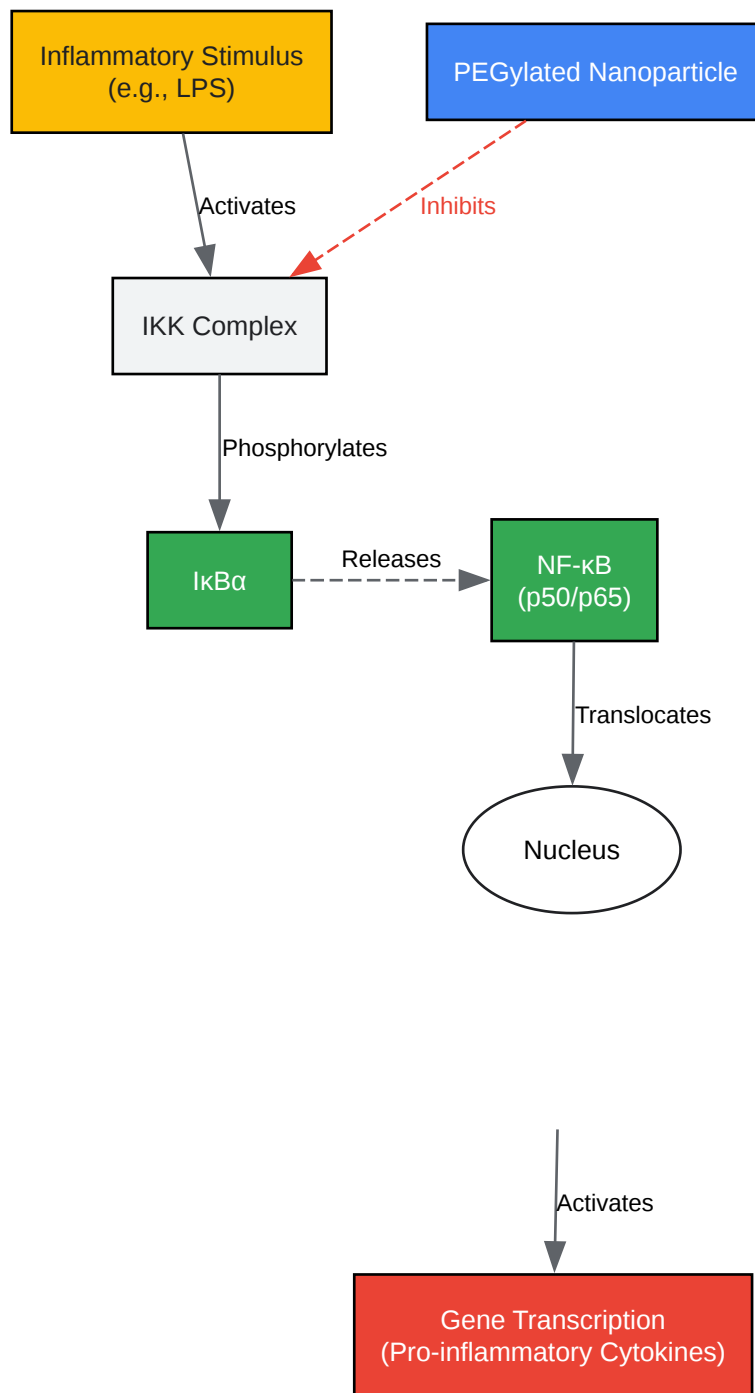 Inflammatory Stimulus
(e.g., LPS)
PEGylated Nanoparticle
Activates
Inhibits
IKK Complex
Phosphorylates
IκBα
Releases
NF-κB
(p50/p65)
Translocates
Nucleus
Activates
Gene Transcription
(Pro-inflammatory Cytokines)